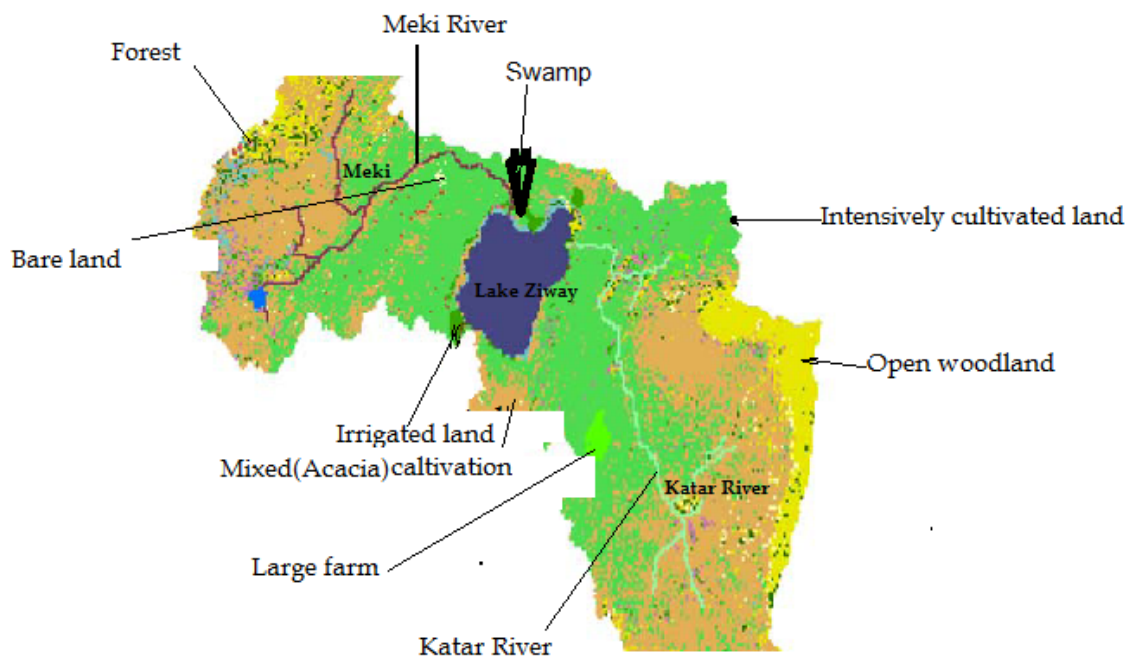 Meki River
Forest
Swamp
Meki
Intensively cultivated land
Bare land
Lake Ziway
Open woodland
Irrigated land
Mixed(Acacia) caltivation
Katar River
Large farm
Katar River